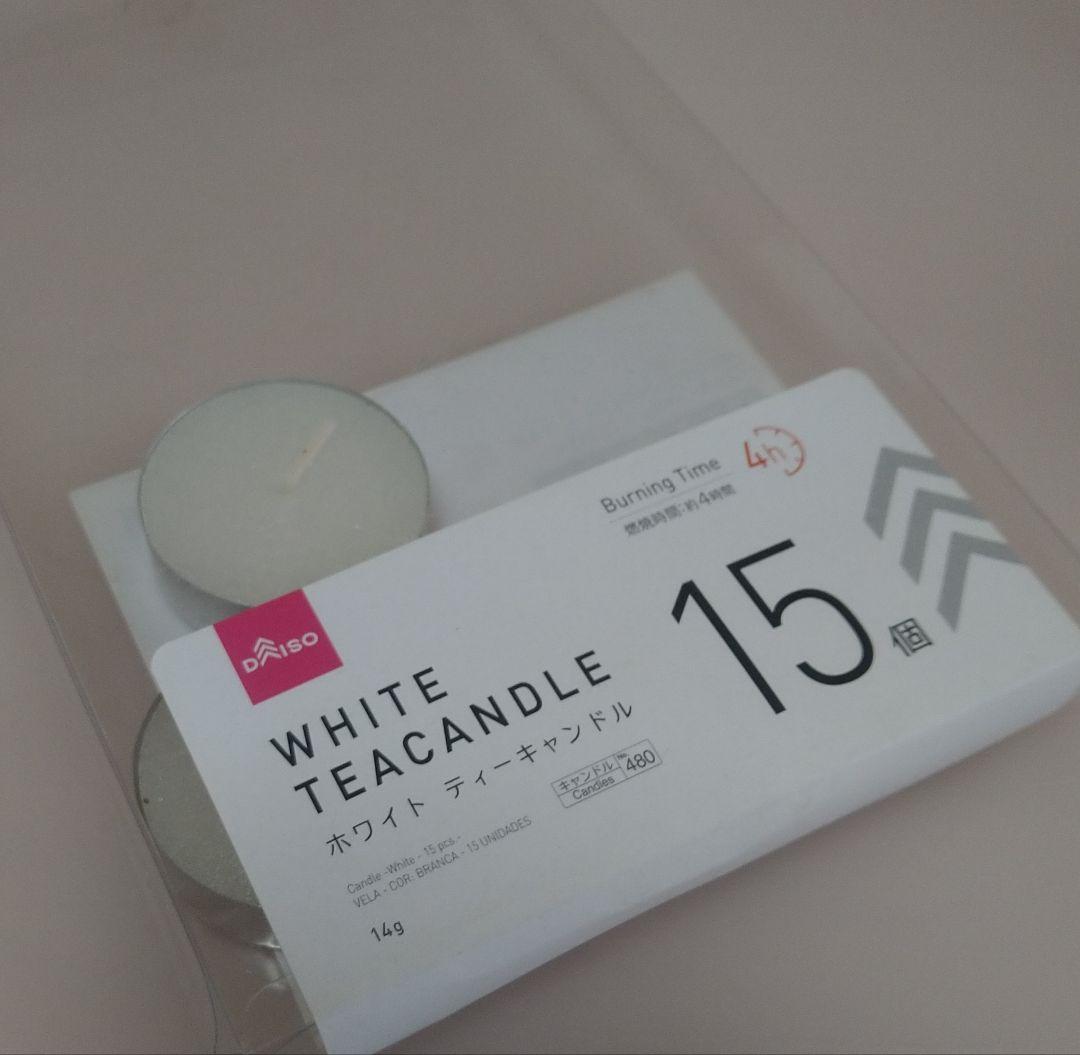 Burning Time
燃焼時間:約4時間
4h
15個
DAISO
WHITE
TEACANDLE
ホワイト ティーキャンドル
キャンドル
Candles
No.
480
Candle -White - 15 pcs.-
VELA - COR: BRANCA - 15 UNIDADES
14g